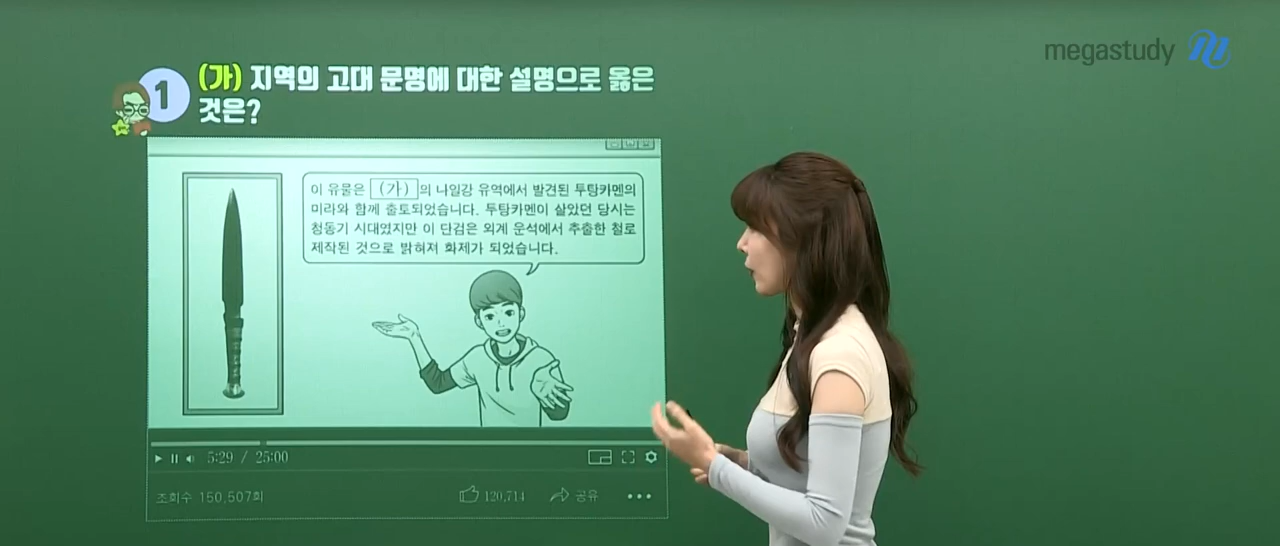 megastudy
1
(가) 지역의 고대 문명에 대한 설명으로 옳은
것은?
이 유물은 (가) 의 나일강 유역에서 발견된 투탕카멘의
미라와 함께 출토되었습니다. 투탕카멘이 살았던 당시는
청동기 시대였지만 이 단검은 외계 운석에서 추출한 철로
제작된 것으로 밝혀져 화제가 되었습니다.
5:29 / 25:00
조회수 150,507회
120,714
공유